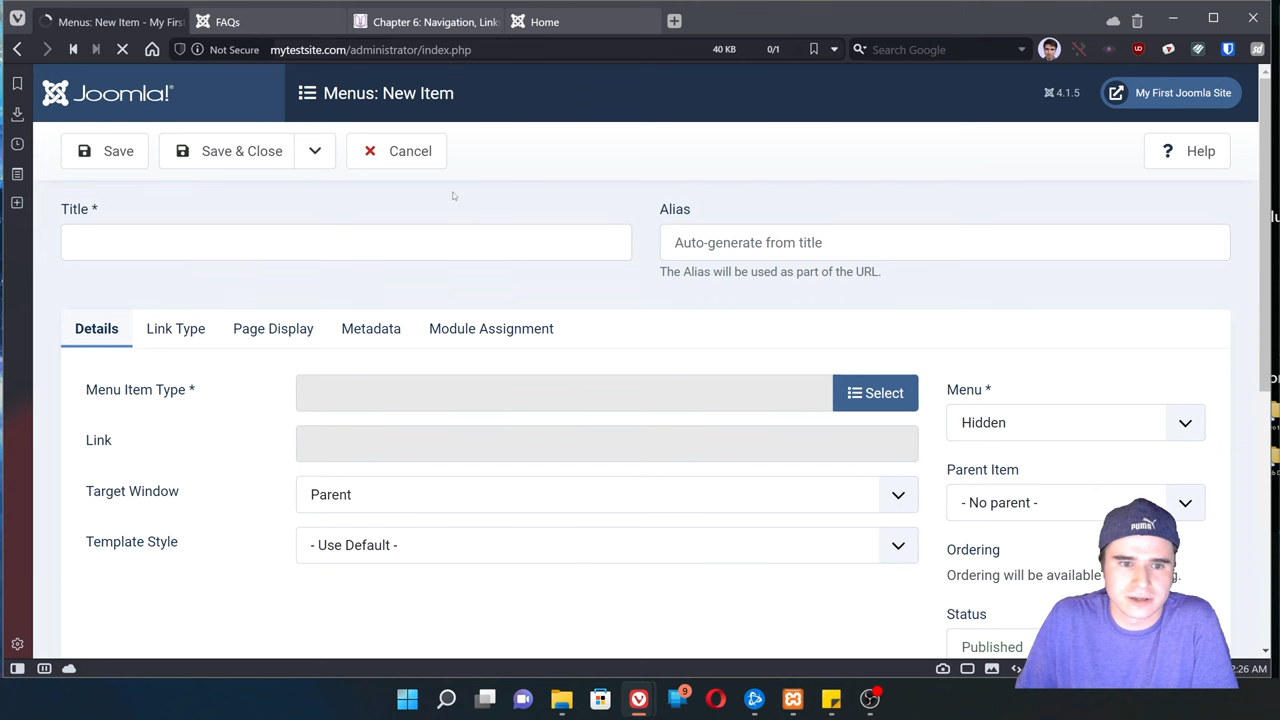 Menus: New Item - My First
FAQs
Chapter 6: Navigation, Link
Home
Not Secure
mytestsite.com/administrator/index.php
40 KB
0/1
Search Google
Joomla!
Menus: New Item
4.1.5
My First Joomla Site
Save
Save & Close
Cancel
? Help
Title *
Alias
Auto-generate from title
The Alias will be used as part of the URL.
Details
Link Type
Page Display
Metadata
Module Assignment
Menu Item Type *
Select
Menu *
Hidden
Link
Parent Item
Target Window
Parent
- No parent -
Template Style
- Use Default -
Ordering
Ordering will be available
Status
Published
PUMA
2:26 AM
9